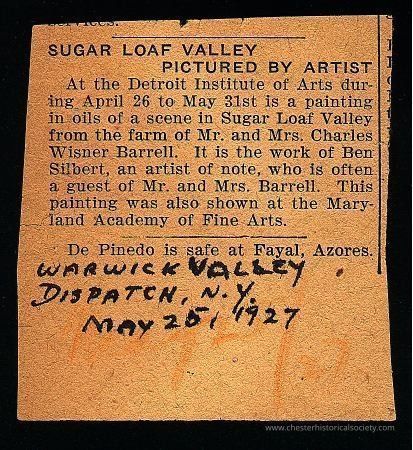 services.
SUGAR LOAF VALLEY
PICTURED BY ARTIST
At the Detroit Institute of Arts dur-
ing April 26 to May 31st is a painting
in oils of a scene in Sugar Loaf Valley
from the farm of Mr. and Mrs. Charles
Wisner Barrell. It is the work of Ben
Silbert, an artist of note, who is often
a guest of Mr. and Mrs. Barrell. This
painting was also shown at the Mary-
land Academy of Fine Arts.
De Pinedo is safe at Fayal, Azores.
WARWICK VALLEY
DISPATCH, N.Y.
MAY 25, 1927
www.chesterhistoricalsociety.com